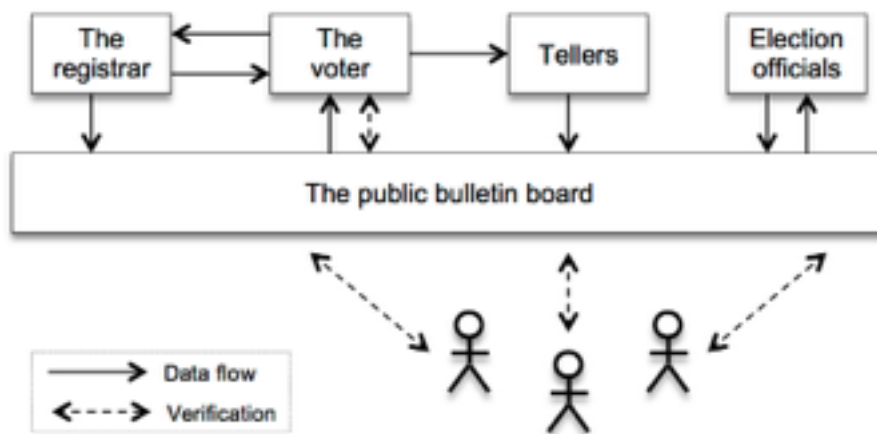 The
registrar
The
voter
Tellers
Election
officials
The public bulletin board
Data flow
Verification